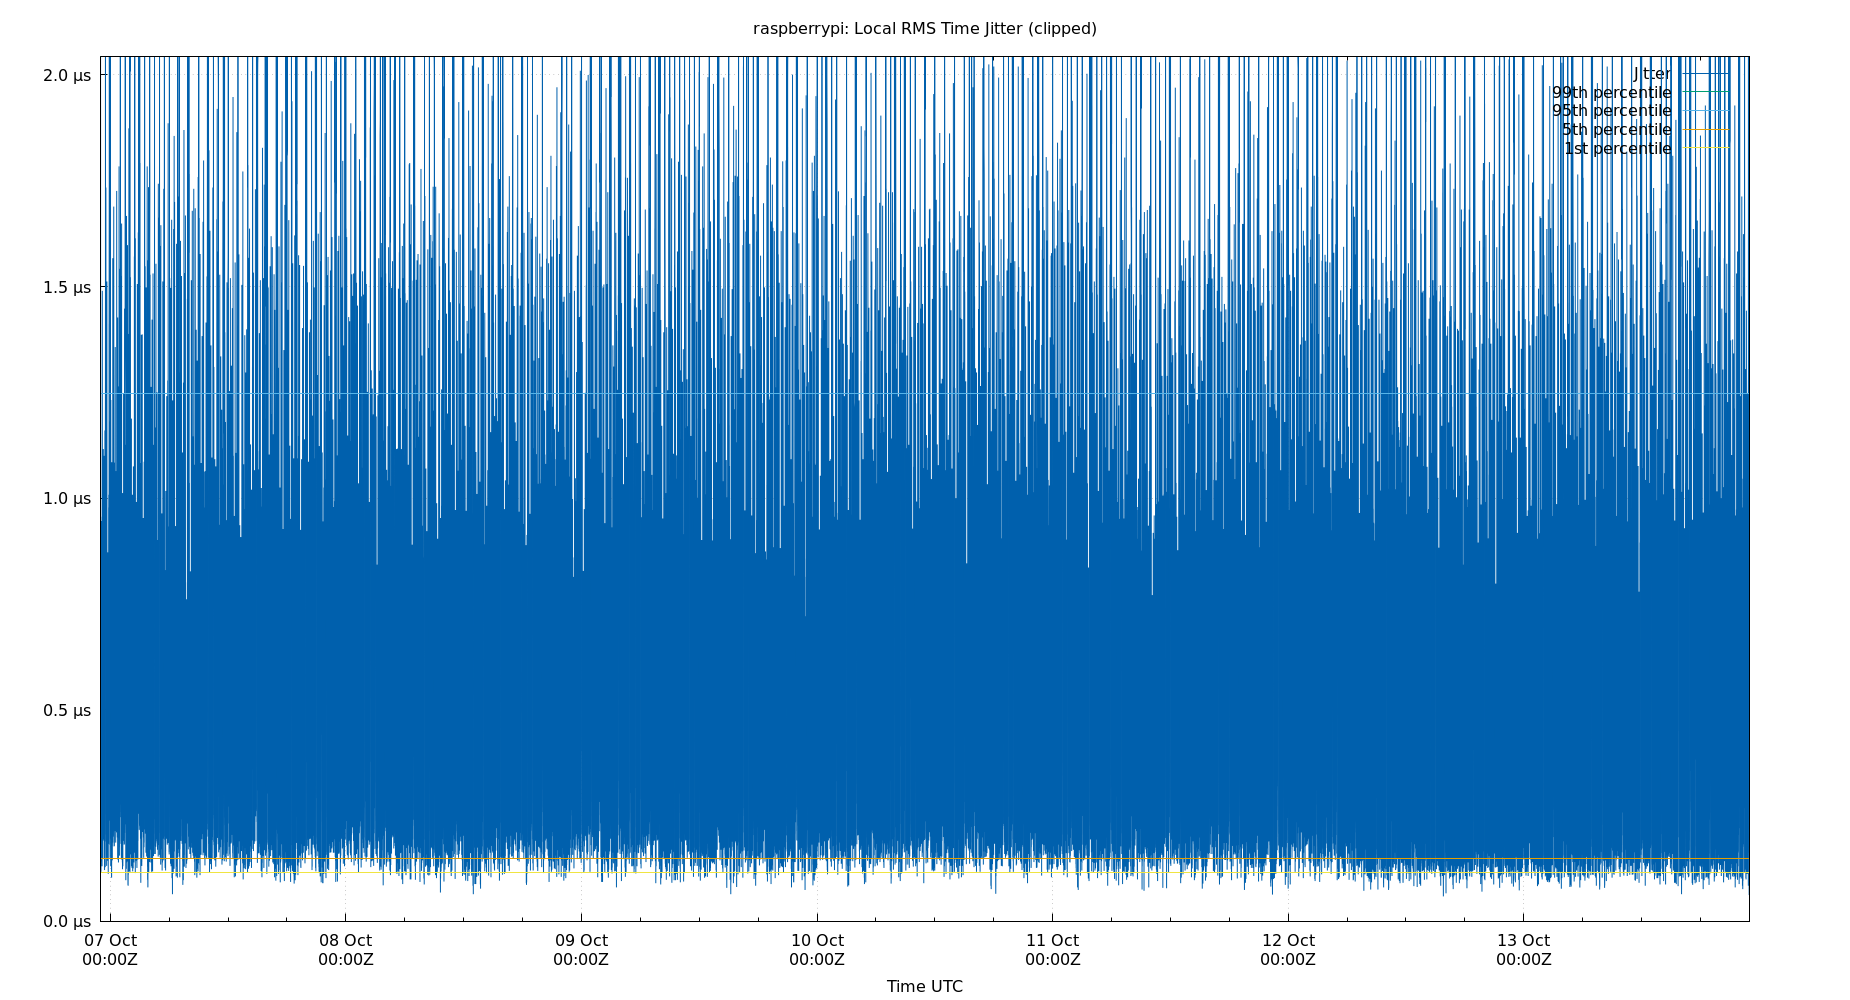 raspberrypi: Local RMS Time Jitter (clipped)
2.0 µs
1.5 µs
1.0 µs
0.5 µs
0.0 µs
Jitter
99th percentile
95th percentile
5th percentile
1st percentile
07 Oct 08 Oct 09 Oct 10 Oct 11 Oct 12 Oct 13 Oct
00:00Z 00:00Z 00:00Z 00:00Z 00:00Z 00:00Z 00:00Z
Time UTC